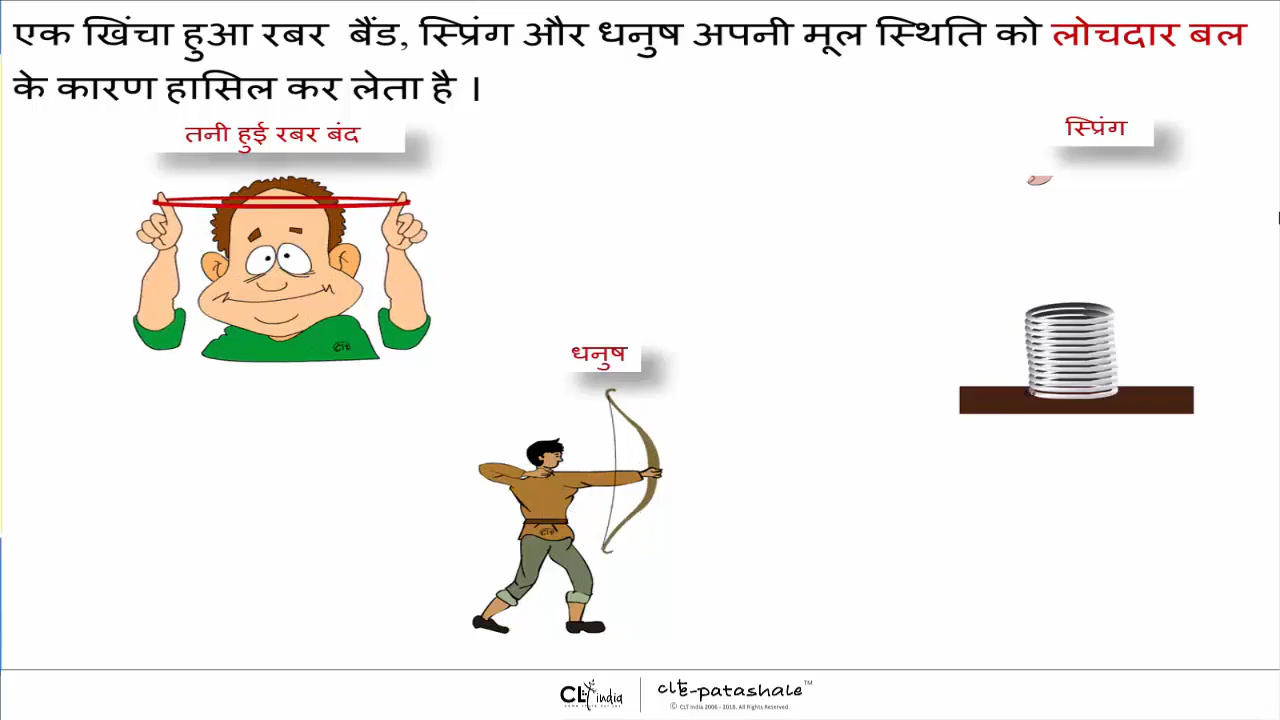 एक खिंचा हुआ रबर बैंड, स्प्रिंग और धनुष अपनी मूल स्थिति को लोचदार बल
के कारण हासिल कर लेता है ।
तनी हुई रबर बंद
स्प्रिंग
धनुष
CLT india
clte-patashale™
© CLT India 2006 - 2018. All Rights Reserved.